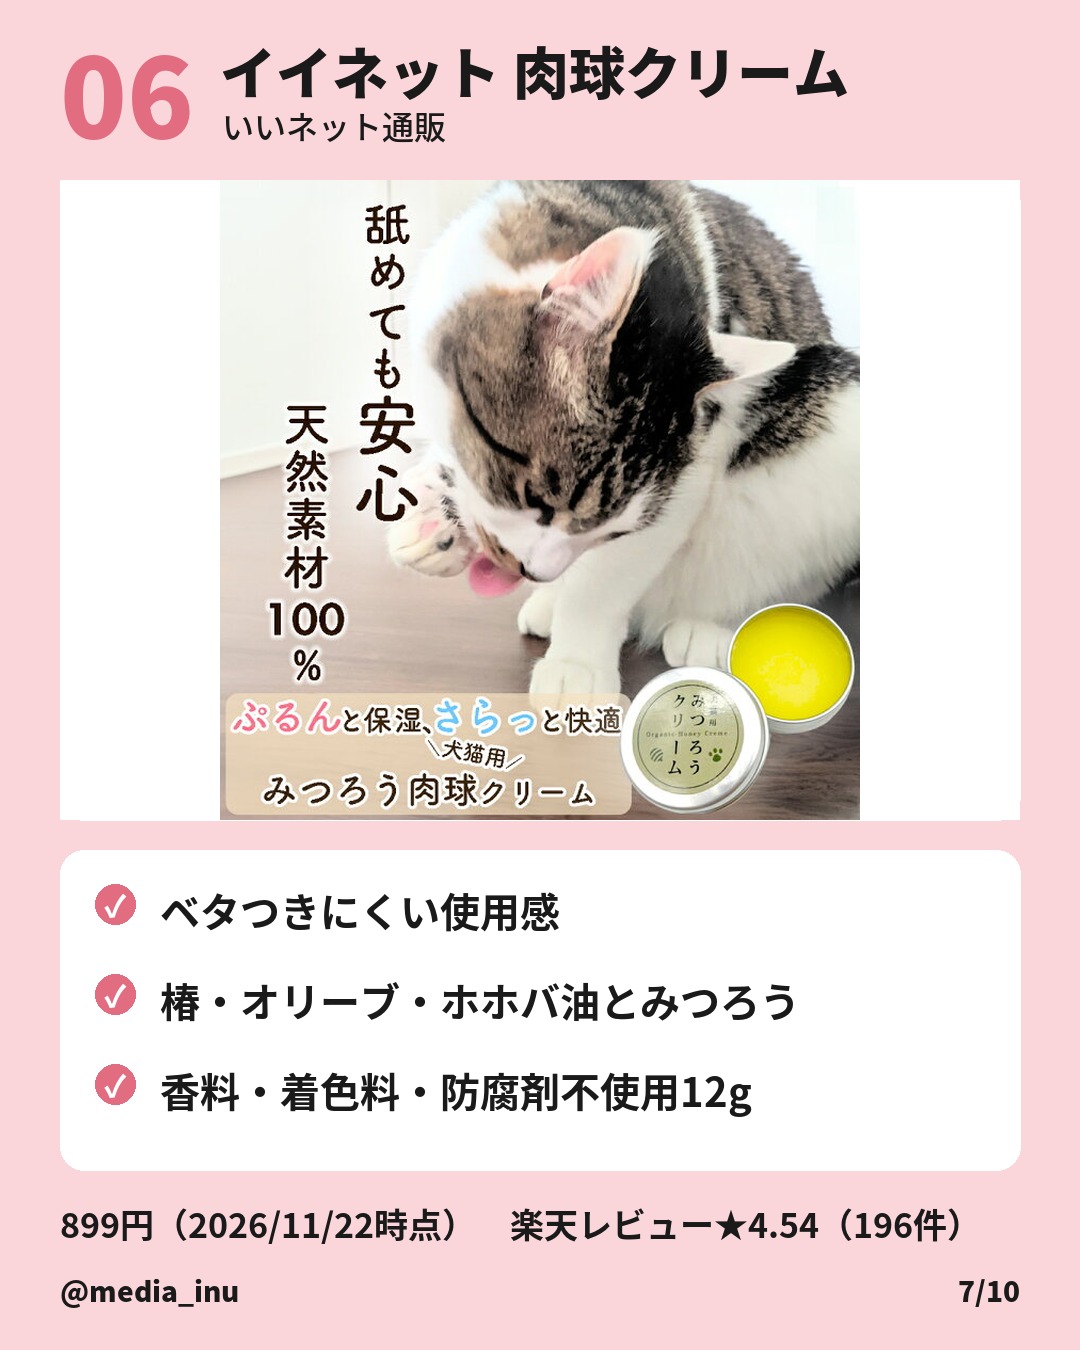 06
イイネット 肉球クリーム
いいネット通販
舐めても安心
天然素材100%
ぷるんと保湿、さらっと快適
\犬猫用/
みつろう肉球クリーム
みつろう
クリーム
Organic Honey Creme
ベタつきにくい使用感
椿・オリーブ・ホホバ油とみつろう
香料・着色料・防腐剤不使用12g
899円（2026/11/22時点）　楽天レビュー★4.54（196件）
@media_inu
7/10